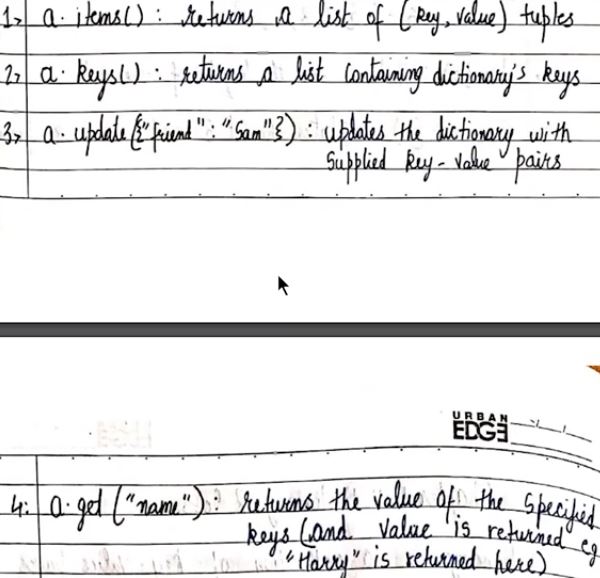 1> a. items() : returns a list of (key, value) tuples
2> a. keys() : returns a list containing dictionary's keys
3> a. update({"friend" : "Sam"}) : updates the dictionary with
Supplied key - value pairs
URBAN
EDGE
4: a. get ("name") : returns the value of the specified
keys (and value is returned eg.
"Harry" is returned here)